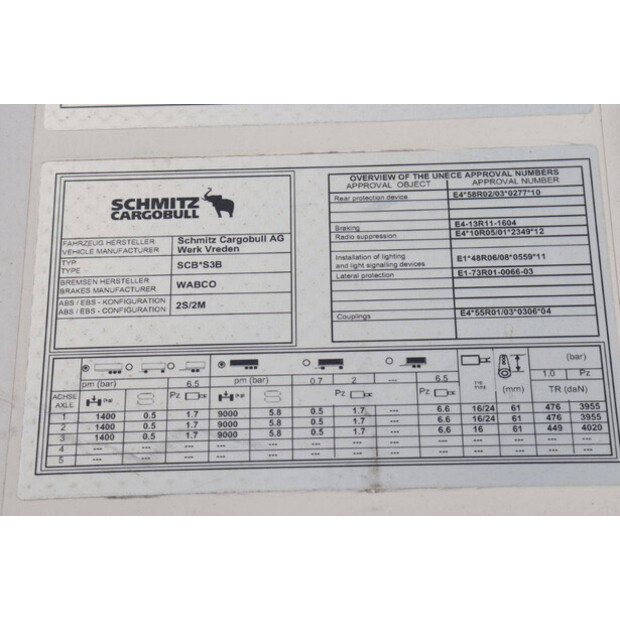 SCHMITZ
CARGOBULL
FAHRZEUG HERSTELLER
VEHICLE MANUFACTURER
Schmitz Cargobull AG
Werk Vreden
TYP
TYPE
SCB*S3B
BREMSEN HERSTELLER
BRAKES MANUFACTURER
WABCO
ABS / EBS - KONFIGURATION
ABS / EBS - CONFIGURATION
2S/2M
OVERVIEW OF THE UNECE APPROVAL NUMBERS
APPROVAL OBJECT APPROVAL NUMBER
Rear protection device E4*58R02/03*0277*10
Braking E4-13R11-1604
Radio suppression E4*10R05/01*2349*12
Installation of lighting
and light signalling devices E1*48R06/08*0559*11
Lateral protection E1-73R01-0066-03
Couplings E4*55R01/03*0306*04
(bar)
pm (bar) 6.5 pm (bar) 0.7 2 --- 6.5 1.0 Pz
ACHSE
AXLE
Pz Pz TYP
TYPE (mm) TR (daN)
1 1400 0.5 1.7 9000 5.8 0.5 1.7 --- 6.6 16/24 61 476 3955
2 1400 0.5 1.7 9000 5.8 0.5 1.7 --- 6.6 16/24 61 476 3955
3 1400 0.5 1.7 9000 5.8 0.5 1.7 --- 6.6 16 61 449 4020
4 --- --- --- --- --- --- --- --- --- --- --- --- ---
5 --- --- --- --- --- --- --- --- --- --- --- --- ---